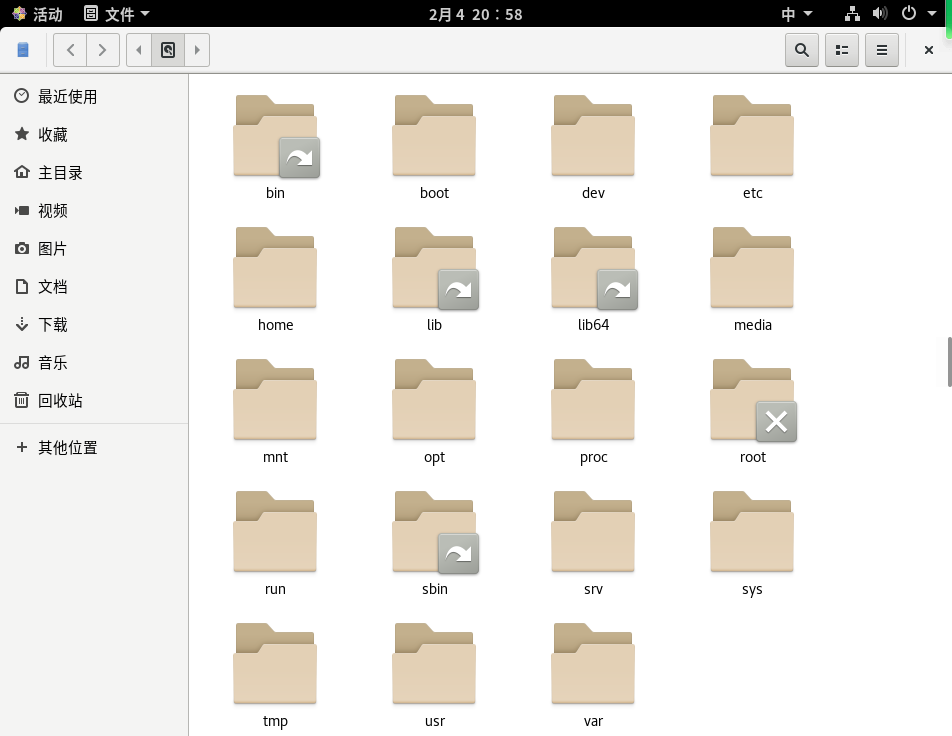 活动 文件 2月 4 20：58 中
最近使用
收藏
主目录
视频
图片
文档
下载
音乐
回收站
其他位置
bin boot dev etc
home lib lib64 media
mnt opt proc root
run sbin srv sys
tmp usr var